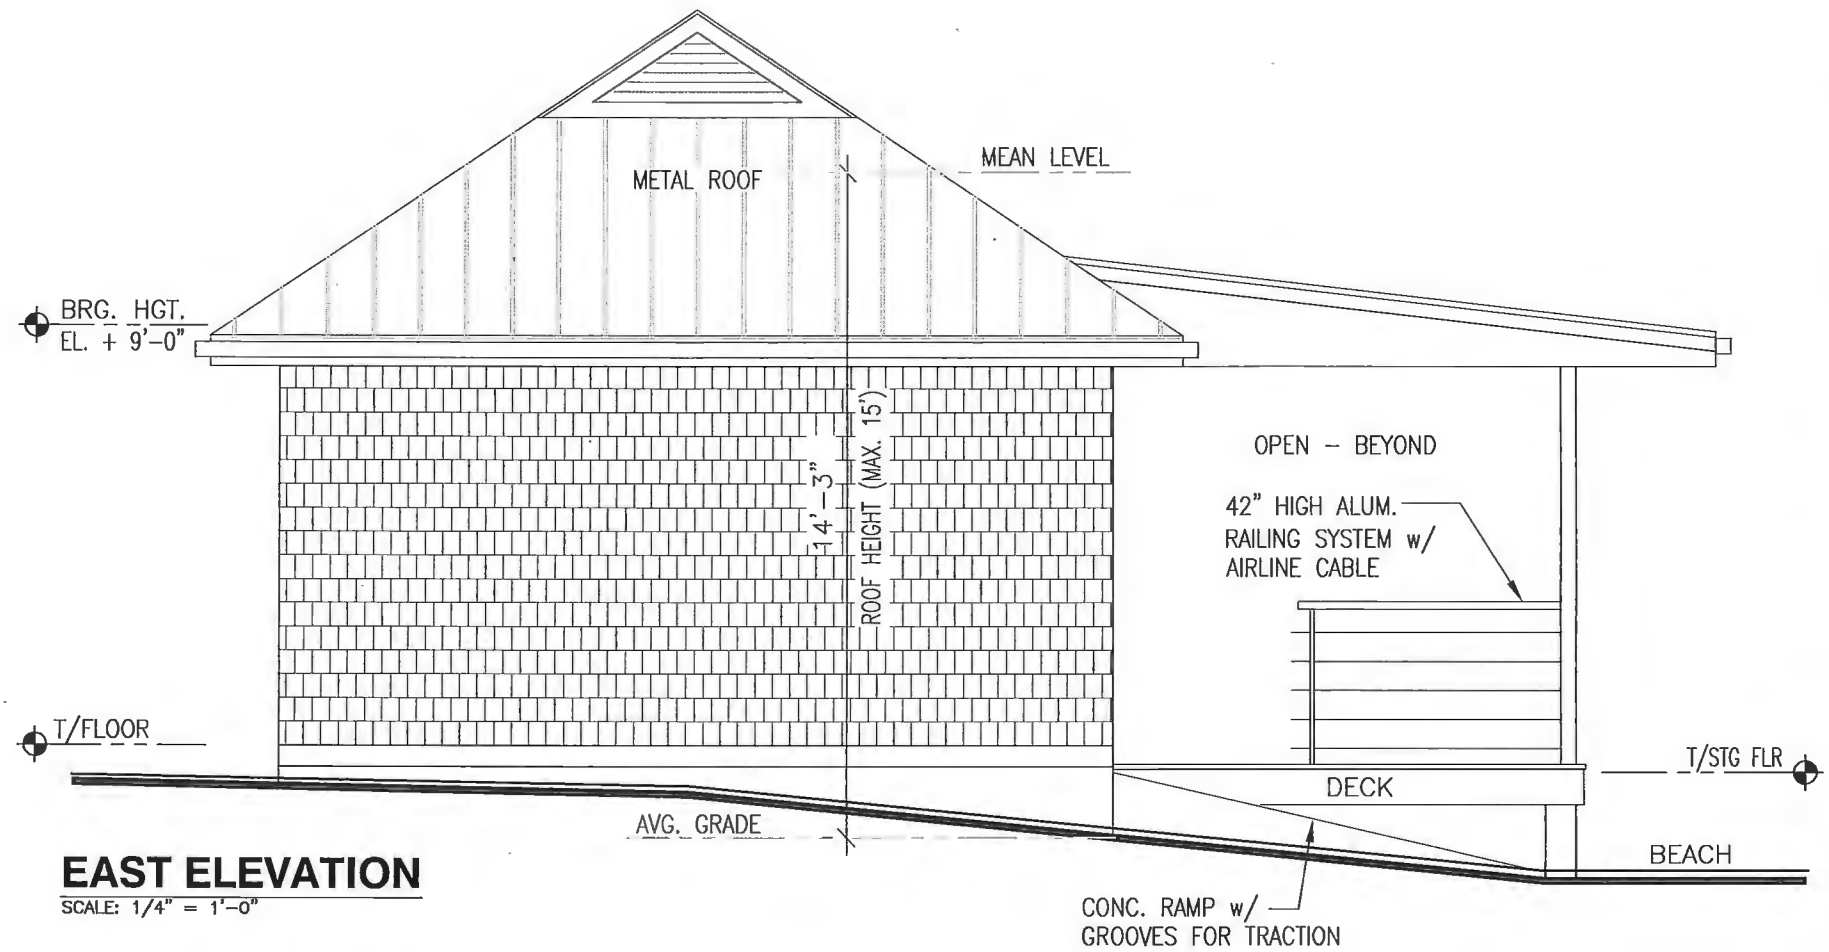 MEAN LEVEL
METAL ROOF
BRG. HGT.
EL. + 9'-0"
14'-3"
ROOF HEIGHT (MAX. 15')
OPEN – BEYOND
42" HIGH ALUM.
RAILING SYSTEM w/
AIRLINE CABLE
T/FLOOR
T/STG FLR
DECK
AVG. GRADE
BEACH
EAST ELEVATION
SCALE: 1/4" = 1'-0"
CONC. RAMP w/
GROOVES FOR TRACTION